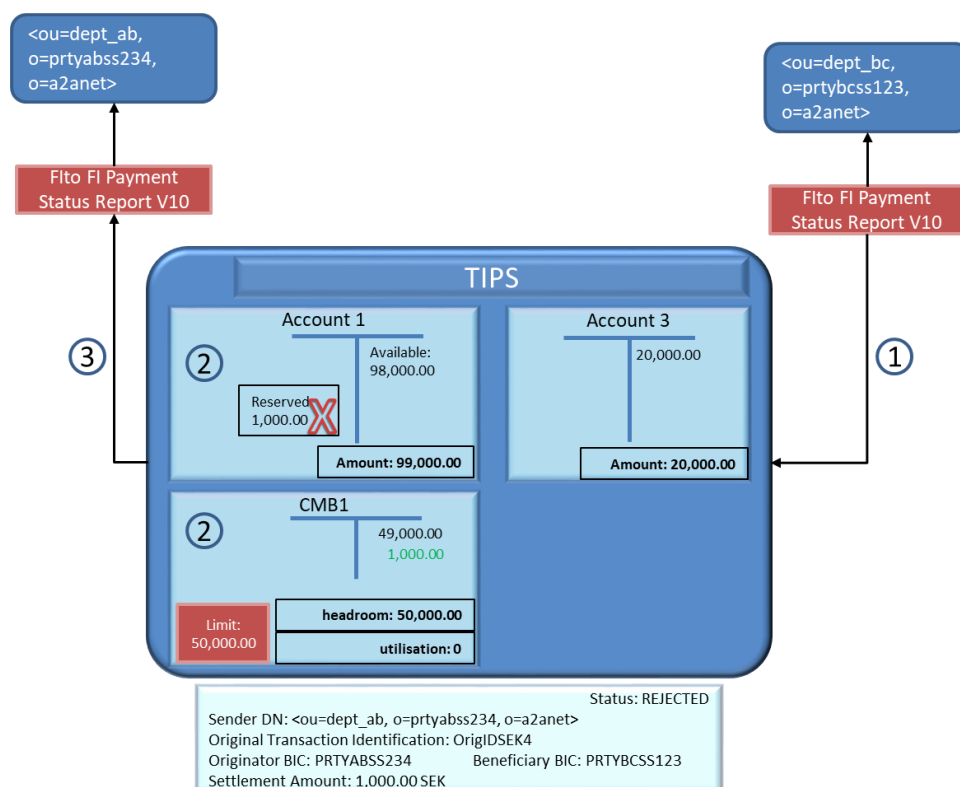 <ou=dept_ab,
o=prtyabss234,
o=a2anet>
<ou=dept_bc,
o=prtybcss123,
o=a2anet>
FIto FI Payment
Status Report V10
FIto FI Payment
Status Report V10
TIPS
3
1
Account 1
2
Available:
98,000.00
Reserved
1,000.00
X
Amount: 99,000.00
Account 3
20,000.00
Amount: 20,000.00
CMB1
2
49,000.00
1,000.00
Limit:
50,000.00
headroom: 50,000.00
utilisation: 0
Status: REJECTED
Sender DN: <ou=dept_ab, o=prtyabss234, o=a2anet>
Original Transaction Identification: OrigIDSEK4
Originator BIC: PRTYABSS234 Beneficiary BIC: PRTYBCSS123
Settlement Amount: 1,000.00 SEK